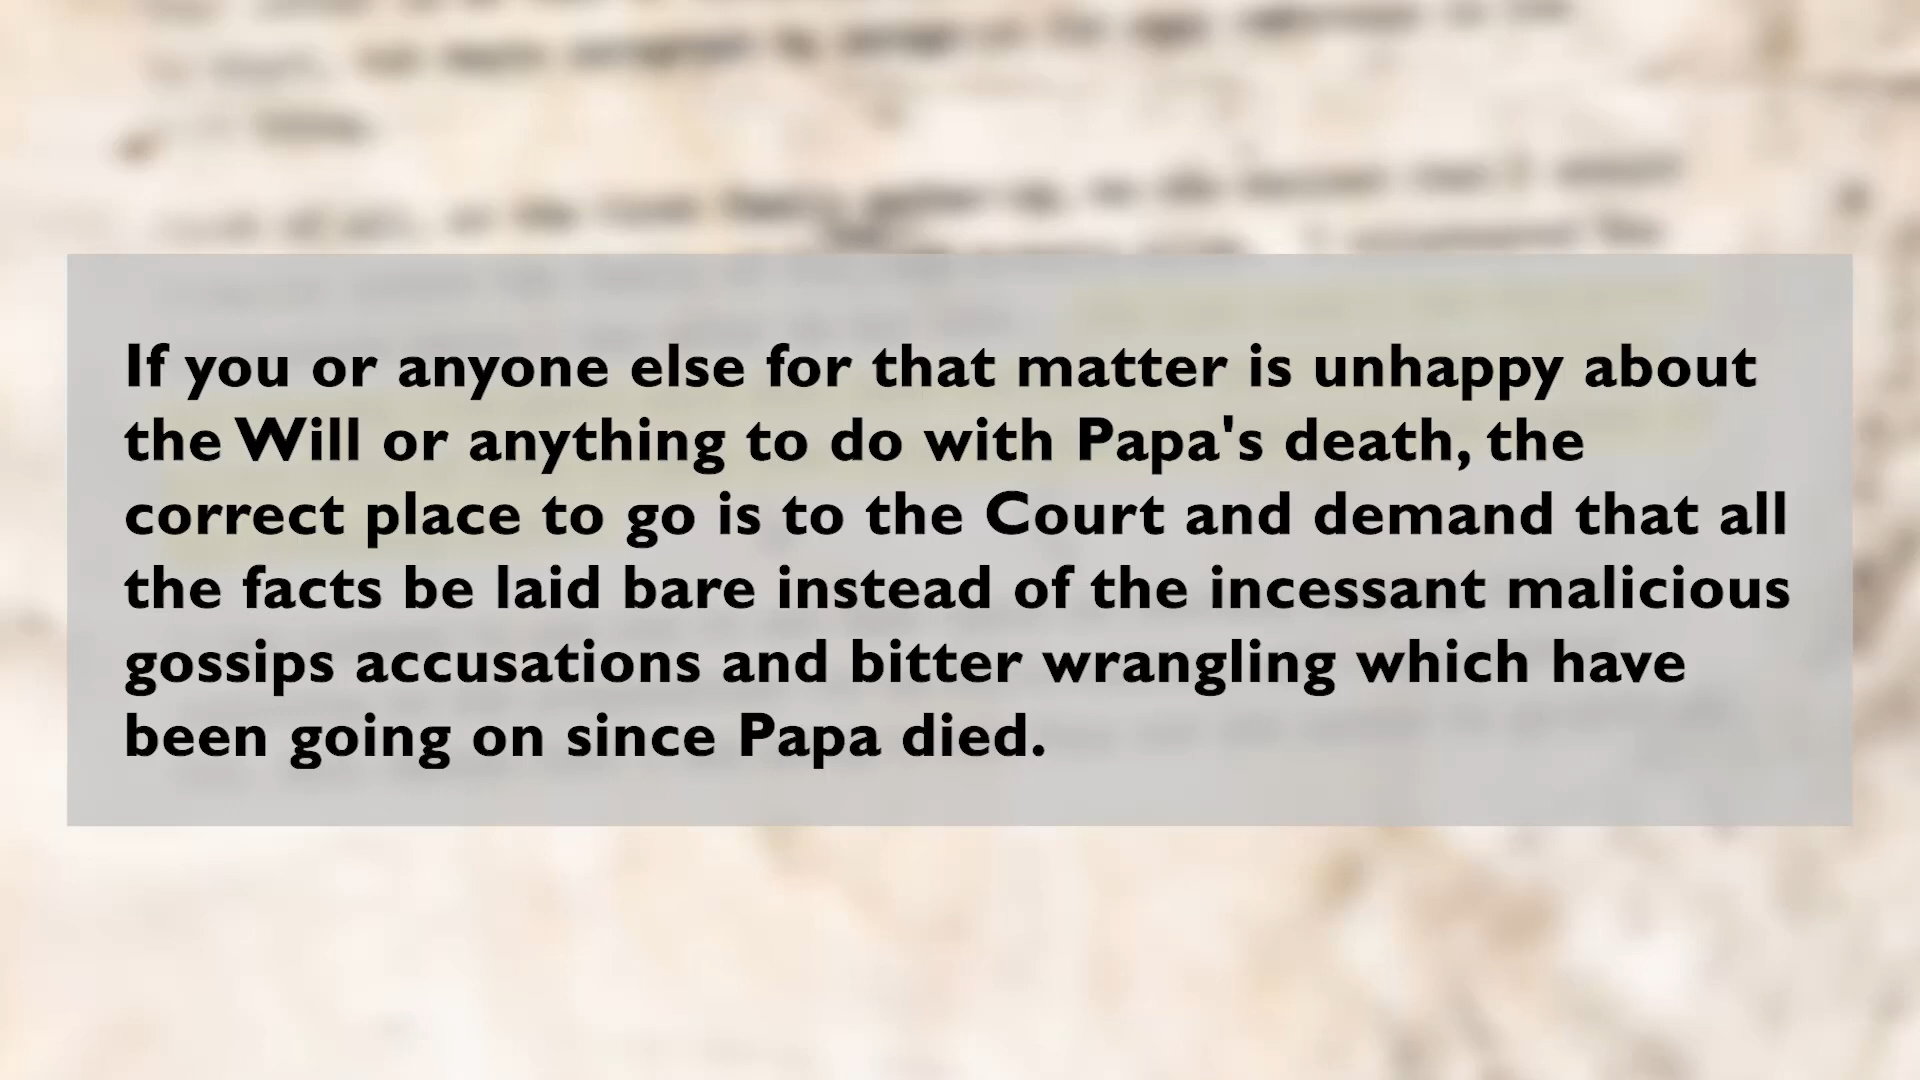 If you or anyone else for that matter is unhappy about
the Will or anything to do with Papa's death, the
correct place to go is to the Court and demand that all
the facts be laid bare instead of the incessant malicious
gossips accusations and bitter wrangling which have
been going on since Papa died.